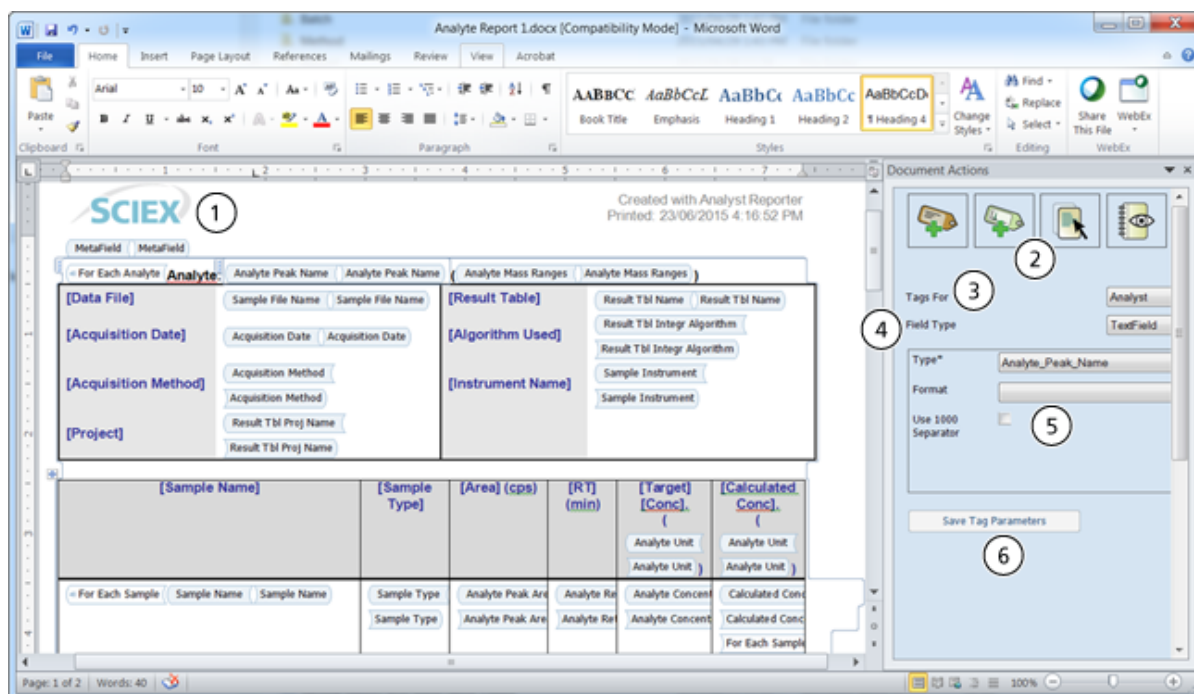 Analyte Report 1.docx [Compatibility Mode] - Microsoft Word
File Home Insert Page Layout References Mailings Review View Acrobat
Paste
Arial 10
AABBCC AaBbCcL AaBbCc AaBbCc AaBbCcD
Book Title Emphasis Heading 1 Heading 2 ¶ Heading 4
Change Styles
Find
Replace
Select
Share This File
WebEx
Clipboard Font Paragraph Styles Editing WebEx
SCIEX
1
Created with Analyst Reporter
Printed: 23/06/2015 4:16:52 PM
MetaField MetaField
For Each Analyte Analyte: Analyte Peak Name Analyte Peak Name ( Analyte Mass Ranges Analyte Mass Ranges )
[Data File] Sample File Name Sample File Name [Result Table] Result Tbl Name Result Tbl Name
[Acquisition Date] Acquisition Date Acquisition Date [Algorithm Used] Result Tbl Integr Algorithm
Result Tbl Integr Algorithm
[Acquisition Method] Acquisition Method [Instrument Name] Sample Instrument
Acquisition Method Sample Instrument
[Project] Result Tbl Proj Name
Result Tbl Proj Name
[Sample Name] [Sample Type] [Area] (cps) [RT] (min) [Target] [Conc]. ( [Calculated Conc]. (
Analyte Unit Analyte Unit
Analyte Unit ) Analyte Unit )
For Each Sample Sample Name Sample Name Sample Type Analyte Peak Are Analyte Re Analyte Concent Calculated Conc
Sample Type Analyte Peak Are Analyte Ret Analyte Concent Calculated Conc
For Each Sample
Document Actions
2
Tags For 3 Analyst
4 Field Type TextField
Type* Analyte_Peak_Name
Format
Use 1000
Separator
5
Save Tag Parameters
6
Page: 1 of 2 Words: 40 100%